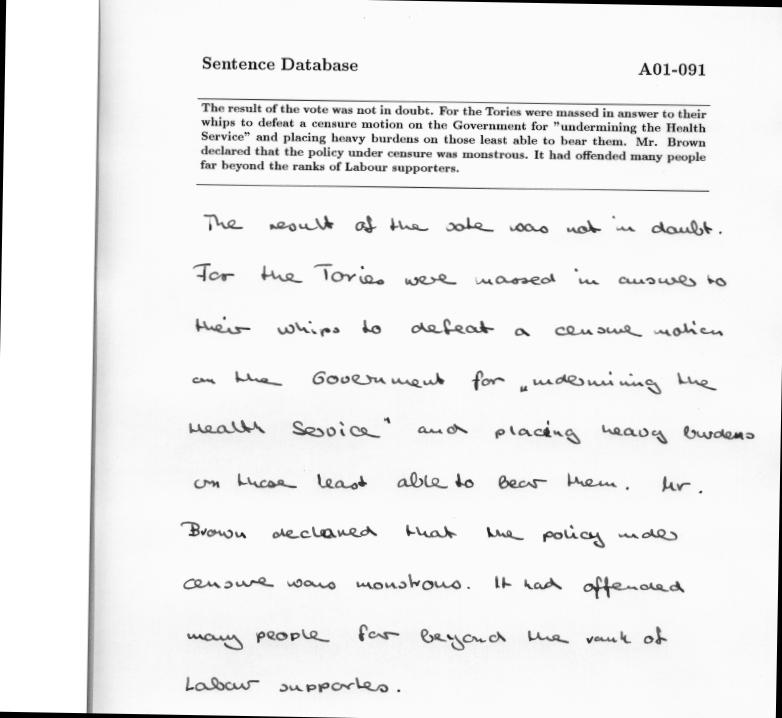 Sentence Database
A01-091
The result of the vote was not in doubt. For the Tories were massed in answer to their
whips to defeat a censure motion on the Government for "undermining the Health
Service" and placing heavy burdens on those least able to bear them. Mr. Brown
declared that the policy under censure was monstrous. It had offended many people
far beyond the ranks of Labour supporters.
The result of the vote was not in doubt.
For the Tories were massed in answer to
their whips to defeat a censure motion
on the Government for „undermining the
Health Service" and placing heavy burdens
on those least able to bear them. Mr.
Brown declared that the policy under
censure was monstrous. It had offended
many people far beyond the rank of
Labour supporters.